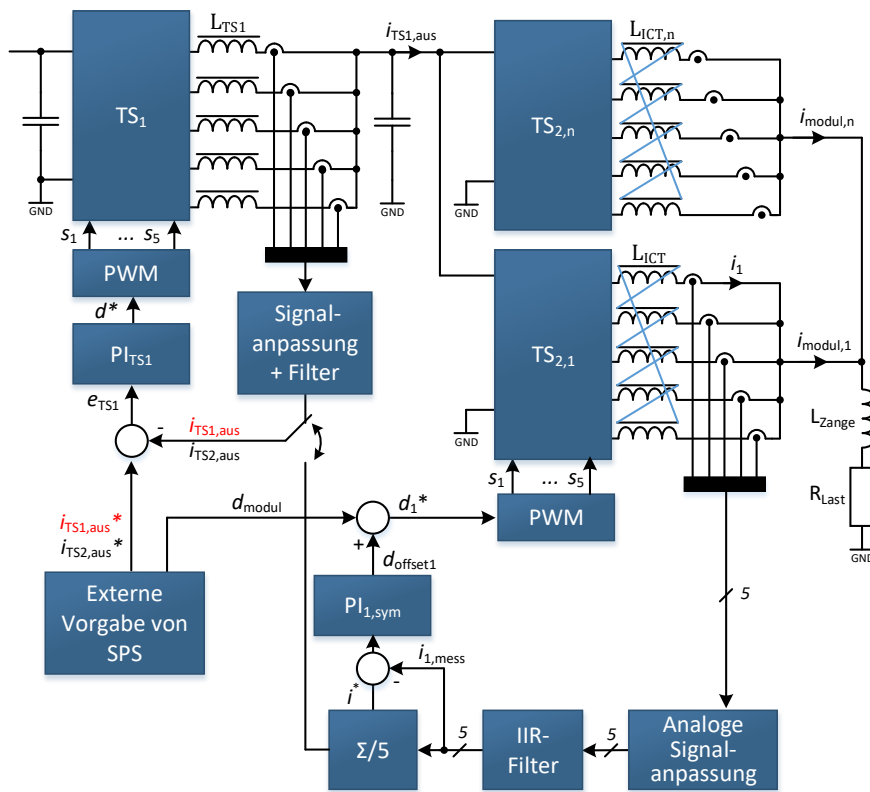 L_TS1
i_TS1,aus
L_ICT,n
TS_1
TS_2,n
i_modul,n
GND
GND
GND
s_1 ... s_5
PWM
d*
PI_TS1
e_TS1
-
Signal-
anpassung
+ Filter
L_ICT
i_1
TS_2,1
i_modul,1
GND
L_Zange
R_Last
GND
i_TS1,aus
i_TS2,aus
s_1 ... s_5
PWM
d_modul
d_1*
+
d_offset1
i_TS1,aus*
i_TS2,aus*
Externe
Vorgabe von
SPS
PI_1,sym
i_1,mess
-
i*
5
Σ/5
5
IIR-
Filter
5
Analoge
Signal-
anpassung